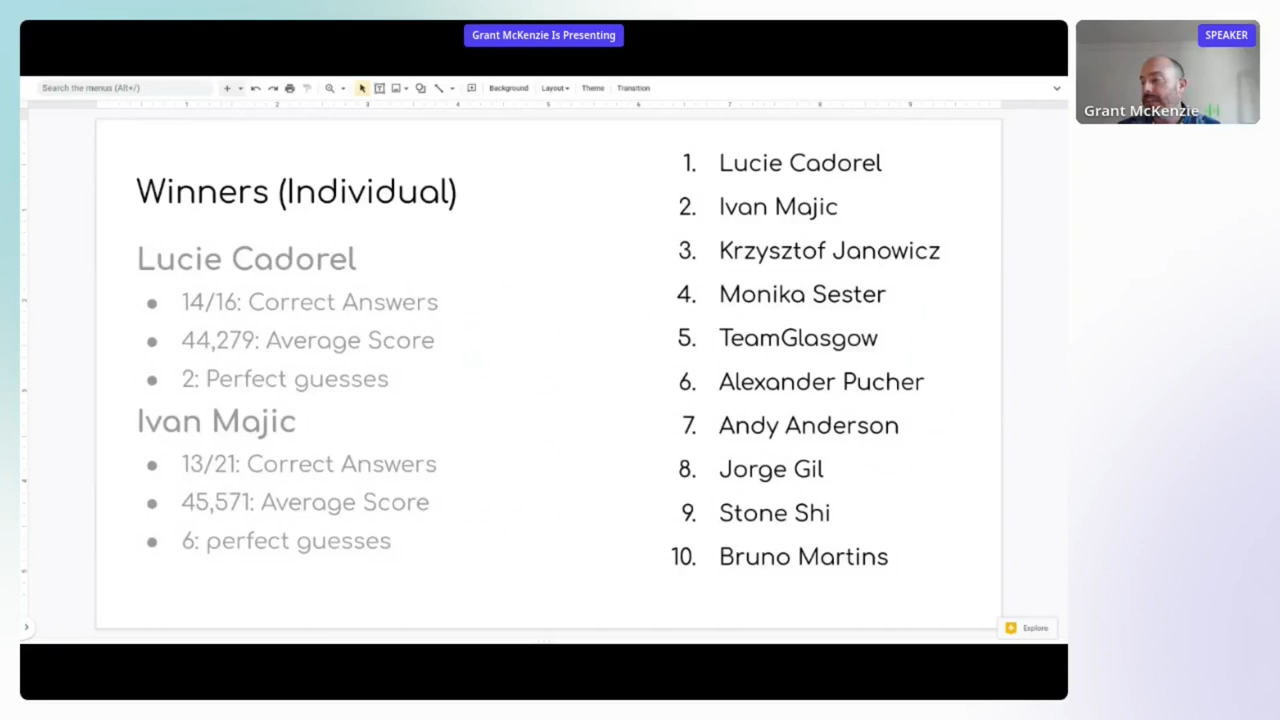 Grant McKenzie Is Presenting
SPEAKER
Grant McKenzie
Search the menus (Alt+/)
Background
Layout
Theme
Transition
Winners (Individual)
Lucie Cadorel
● 14/16: Correct Answers
● 44,279: Average Score
● 2: Perfect guesses
Ivan Majic
● 13/21: Correct Answers
● 45,571: Average Score
● 6: perfect guesses
1. Lucie Cadorel
2. Ivan Majic
3. Krzysztof Janowicz
4. Monika Sester
5. TeamGlasgow
6. Alexander Pucher
7. Andy Anderson
8. Jorge Gil
9. Stone Shi
10. Bruno Martins
Explore